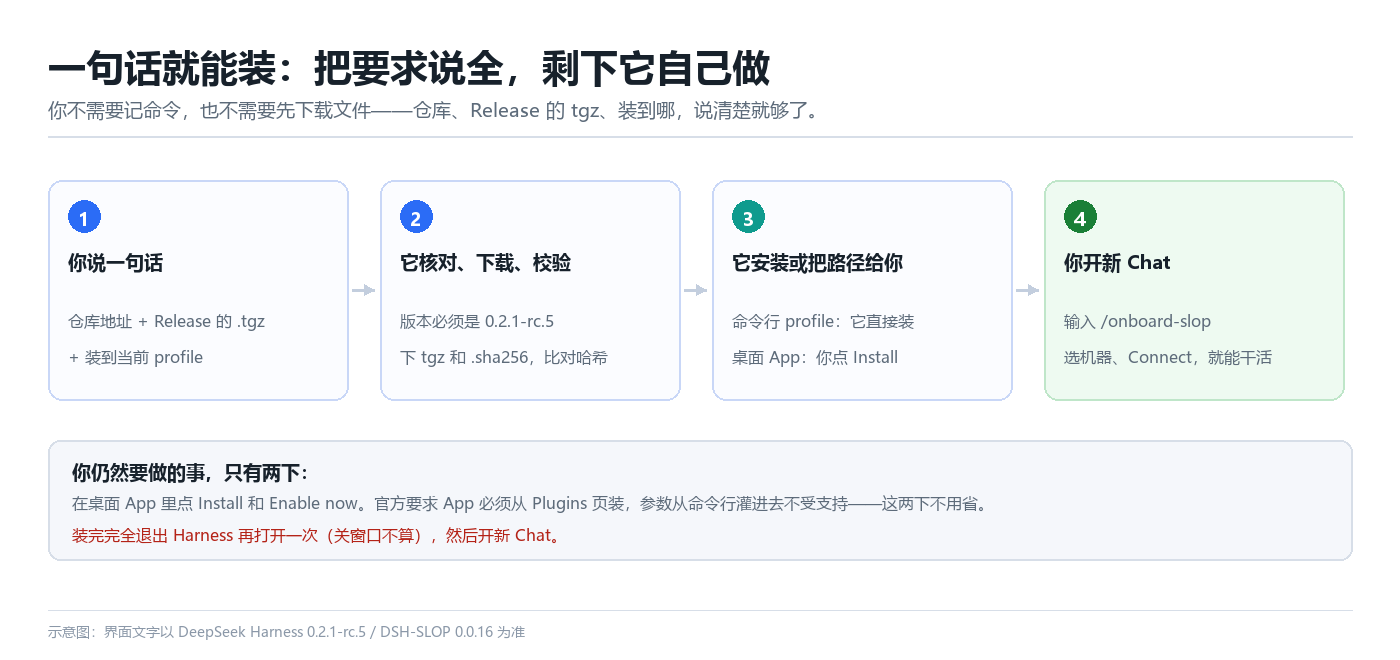 一句话就能装：把要求说全，剩下它自己做
你不需要记命令，也不需要先下载文件——仓库、Release 的 tgz、装到哪，说清楚就够了。
1
你说一句话
仓库地址 + Release 的 .tgz
+ 装到当前 profile
2
它核对、下载、校验
版本必须是 0.2.1-rc.5
下 tgz 和 .sha256，比对哈希
3
它安装或把路径给你
命令行 profile：它直接装
桌面 App：你点 Install
4
你开新 Chat
输入 /onboard-slop
选机器、Connect，就能干活
你仍然要做的事，只有两下：
在桌面 App 里点 Install 和 Enable now。官方要求 App 必须从 Plugins 页装，参数从命令行灌进去不受支持——这两下不用省。
装完完全退出 Harness 再打开一次（关窗口不算），然后开新 Chat。
示意图：界面文字以 DeepSeek Harness 0.2.1-rc.5 / DSH-SLOP 0.0.16 为准